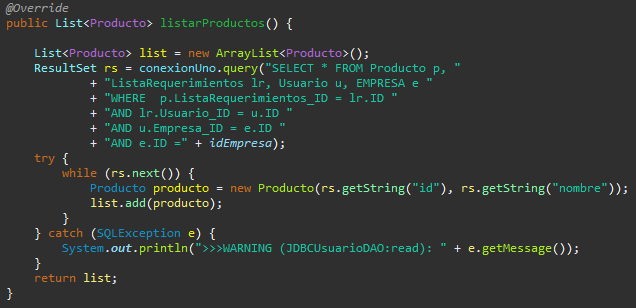 @Override
public List<Producto> listarProductos() {
List<Producto> list = new ArrayList<Producto>();
ResultSet rs = conexionUno.query("SELECT * FROM Producto p, "
+ "ListaRequerimientos lr, Usuario u, EMPRESA e "
+ "WHERE  p.ListaRequerimientos_ID = lr.ID "
+ "AND lr.Usuario_ID = u.ID "
+ "AND u.Empresa_ID = e.ID "
+ "AND e.ID =" + idEmpresa);
try {
while (rs.next()) {
Producto producto = new Producto(rs.getString("id"), rs.getString("nombre"));
list.add(producto);
}
} catch (SQLException e) {
System.out.println(">>>WARNING (JDBCUsuarioDAO:read): " + e.getMessage());
}
return list;
}